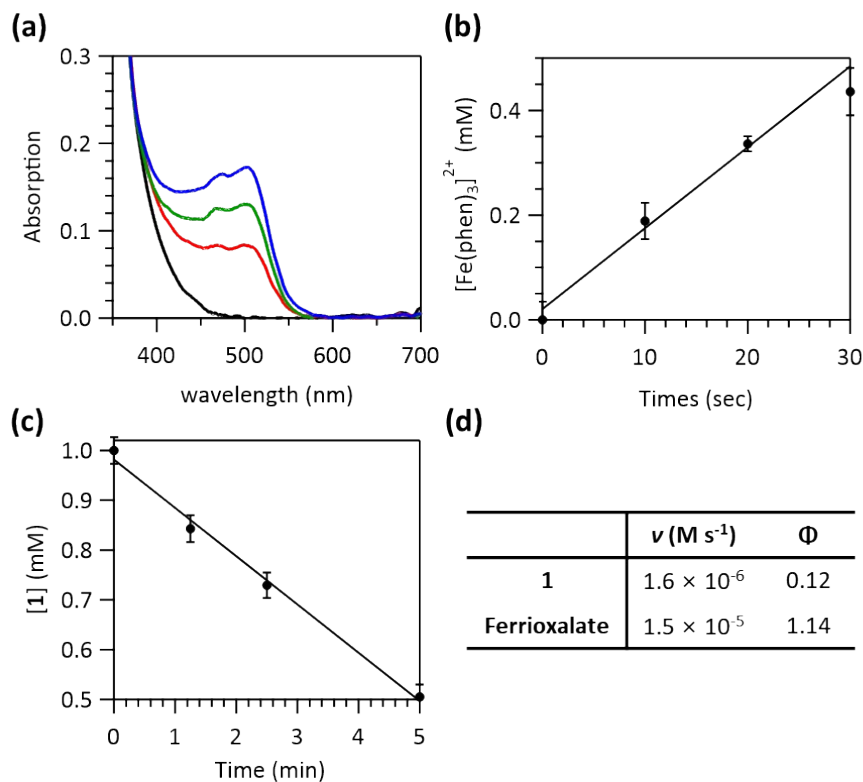 (a)
0.3
0.2
0.1
0.0
Absorption
400 500 600 700
wavelength (nm)
(b)
0.4
0.2
0.0
[Fe(phen)₃]²⁺ (mM)
0 10 20 30
Times (sec)
(c)
1.0
0.9
0.8
0.7
0.6
0.5
[1] (mM)
0 1 2 3 4 5
Time (min)
(d)
v (M s⁻¹) Φ
1 1.6 × 10⁻⁶ 0.12
Ferrioxalate 1.5 × 10⁻⁵ 1.14